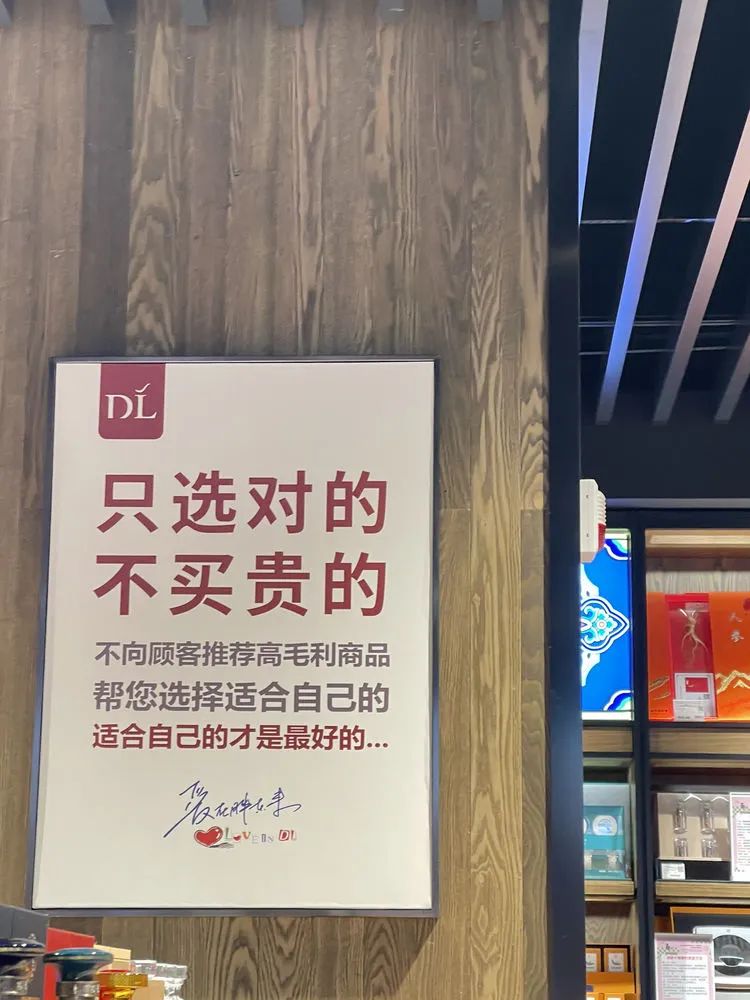 DL
只选对的
不买贵的
不向顾客推荐高毛利商品
帮您选择适合自己的
适合自己的才是最好的...
爱在胖东来
LOVE IN DL
人参